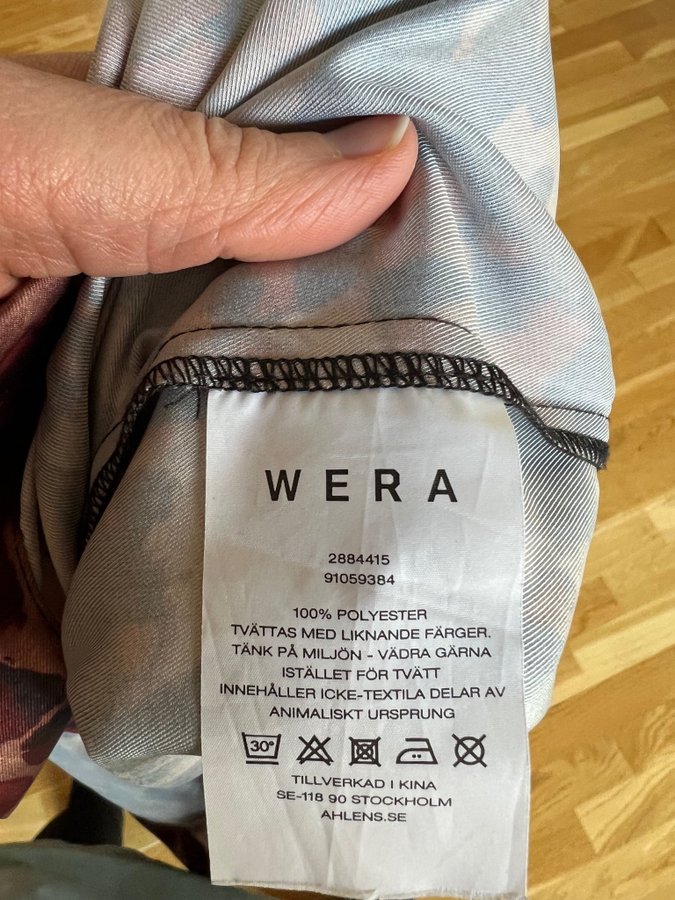 WERA
2884415
91059384
100% POLYESTER
TVÄTTAS MED LIKNANDE FÄRGER.
TÄNK PÅ MILJÖN - VÄDRA GÄRNA
ISTÄLLET FÖR TVÄTT
INNEHÅLLER ICKE-TEXTILA DELAR AV
ANIMALISKT URSPRUNG
30°
TILLVERKAD I KINA
SE-118 90 STOCKHOLM
AHLENS.SE